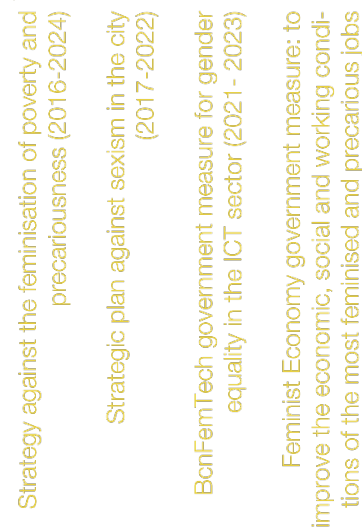 Strategy against the feminisation of poverty and
precariousness (2016-2024)
Strategic plan against sexism in the city
(2017-2022)
BcnFemTech government measure for gender
equality in the ICT sector (2021- 2023)
Feminist Economy government measure: to
improve the economic, social and working condi-
tions of the most feminised and precarious jobs